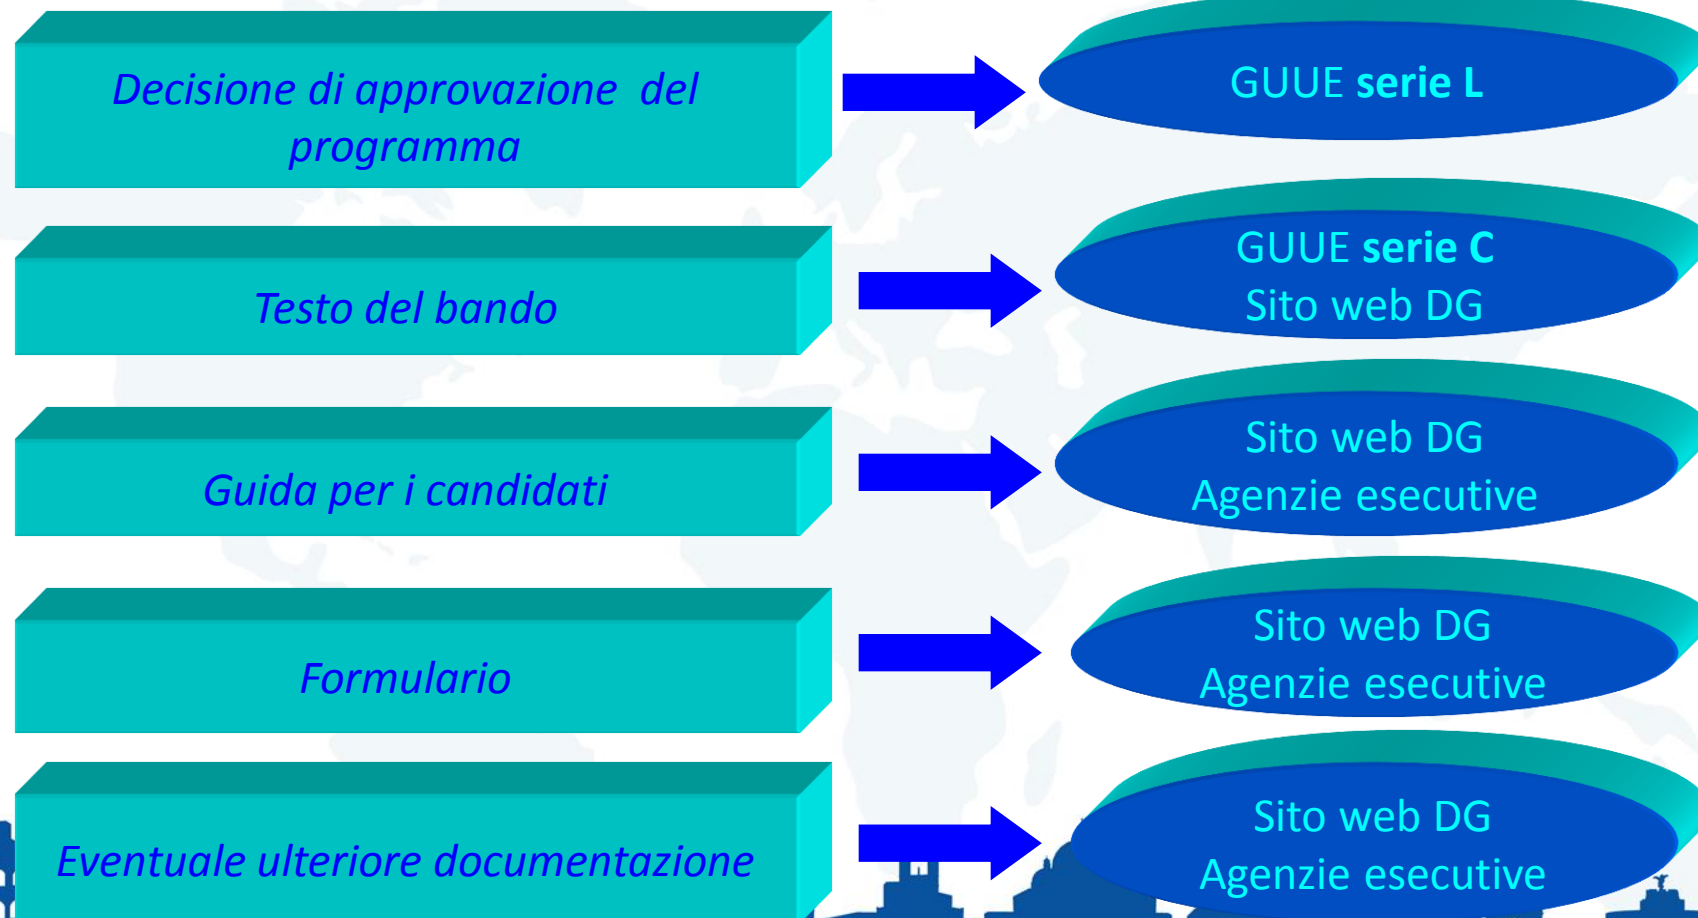 Decisione di approvazione del
programma
GUUE serie L
Testo del bando
GUUE serie C
Sito web DG
Guida per i candidati
Sito web DG
Agenzie esecutive
Formulario
Sito web DG
Agenzie esecutive
Eventuale ulteriore documentazione
Sito web DG
Agenzie esecutive